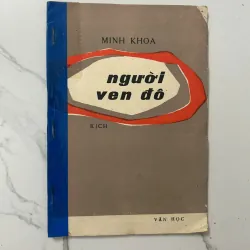 MINH KHOA
người
ven đô
KỊCH
VĂN HỌC